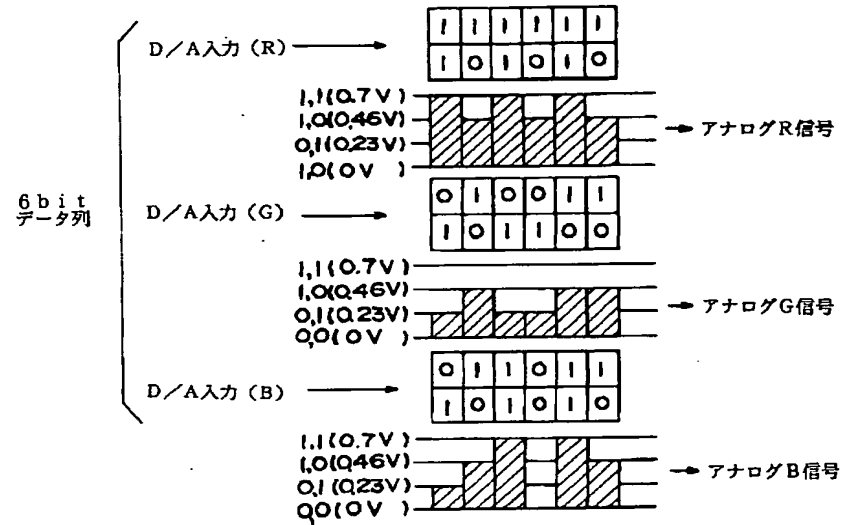 6bit
データ列
D/A入力(R)
1 1 1 1 1 1
1 0 1 0 1 0
1,1(0.7V)
1,0(0,46V)
0,1(0,23V)
1,0(0V)
アナログR信号
D/A入力(G)
0 1 0 0 1 1
1 0 1 1 0 0
1,1(0.7V)
1,0(0,46V)
0,1(0,23V)
0,0(0V)
アナログG信号
D/A入力(B)
0 1 1 0 1 1
1 0 1 0 1 0
1,1(0.7V)
1,0(0,46V)
0,1(0,23V)
0,0(0V)
アナログB信号